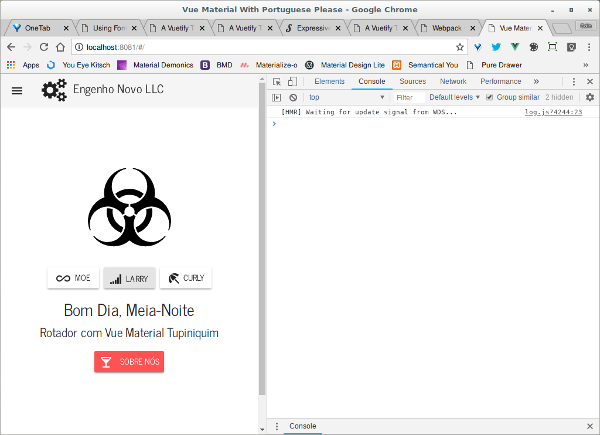 Vue Material With Portuguese Please - Google Chrome
OneTab
Using Fon
A Vuetify T
A Vuetify T
Expressive
A Vuetify T
Webpack
Vue Mater
localhost:8081/#/
Apps
You Eye Kitsch
Material Demonics
BMD
Materialize-o
Material Design Lite
Semantical You
Pure Drawer
»
Engenho Novo LLC
Elements
Console
Sources
Network
Performance
»
top
Filter
Default levels
Group similar
2 hidden
[HMR] Waiting for update signal from WDS...
log.js?4244:23
MOE
LARRY
CURLY
Bom Dia, Meia-Noite
Rotador com Vue Material Tupiniquim
SOBRE NÓS
Console